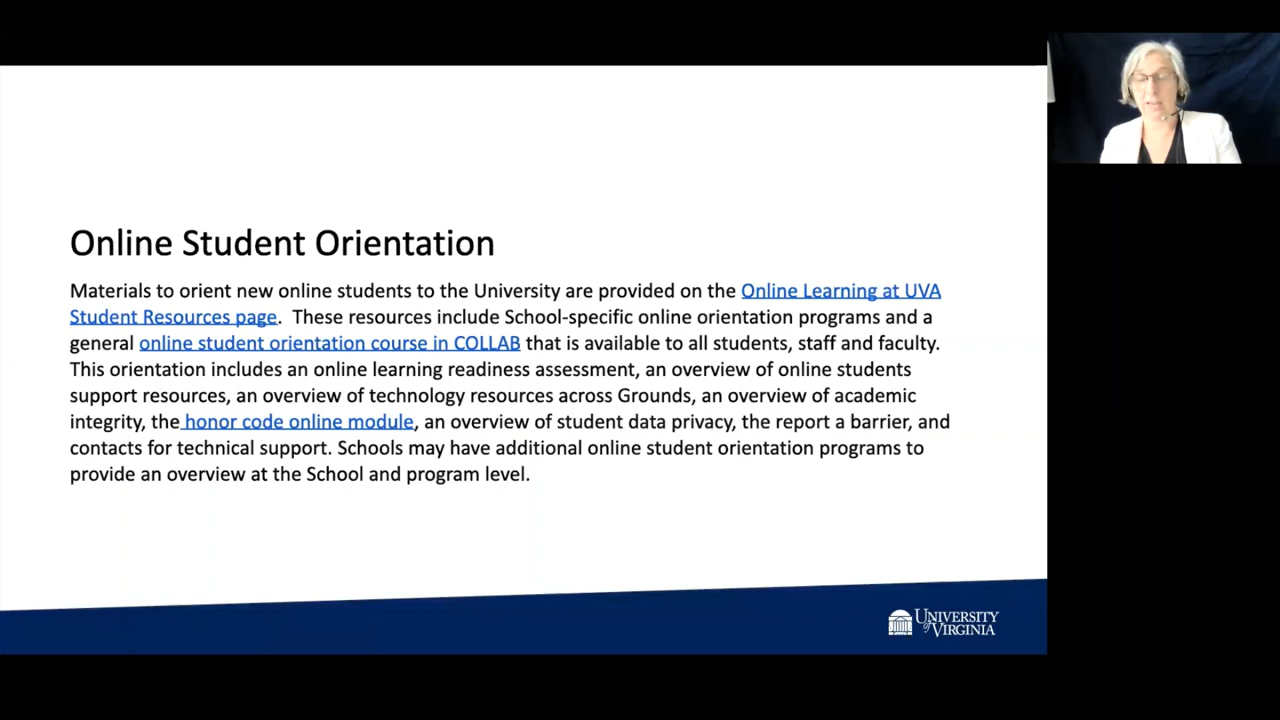 Online Student Orientation
Materials to orient new online students to the University are provided on the Online Learning at UVA
Student Resources page.  These resources include School-specific online orientation programs and a
general online student orientation course in COLLAB that is available to all students, staff and faculty.
This orientation includes an online learning readiness assessment, an overview of online students
support resources, an overview of technology resources across Grounds, an overview of academic
integrity, the honor code online module, an overview of student data privacy, the report a barrier, and
contacts for technical support. Schools may have additional online student orientation programs to
provide an overview at the School and program level.
UNIVERSITY
of VIRGINIA